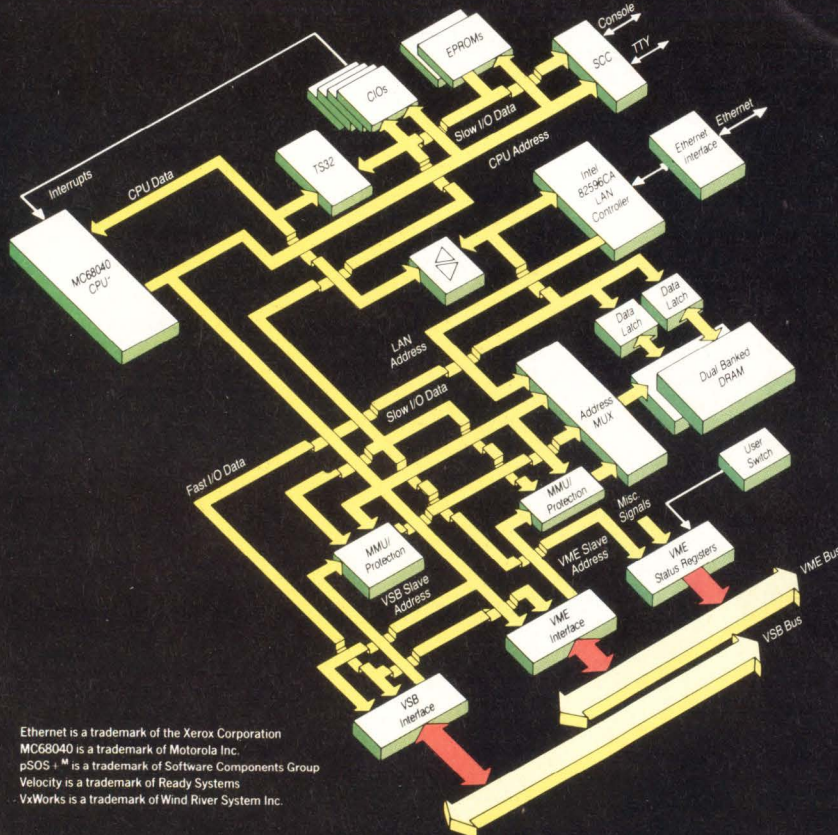 Console
TTY
EPROMs
SCC
CIOs
Slow I/O Data
CPU Address
TS32
Interrupts
CPU Data
Ethernet
Ethernet
Interface
Intel
82596CA
LAN
Controller
MC68040
CPU*
Data
Latch
Data
Latch
LAN
Address
Dual Banked
DRAM
Slow I/O Data
Address
MUX
User
Switch
Fast I/O Data
MMU/
Protection
Misc.
Signals
MMU/
Protection
VSB Slave
Address
VME Slave
Address
VME
Status Registers
VME Bus
VSB Bus
VME
Interface
VSB
Interface
Ethernet is a trademark of the Xerox Corporation
MC68040 is a trademark of Motorola Inc.
pSOS + ᴹ is a trademark of Software Components Group
Velocity is a trademark of Ready Systems
VxWorks is a trademark of Wind River System Inc.